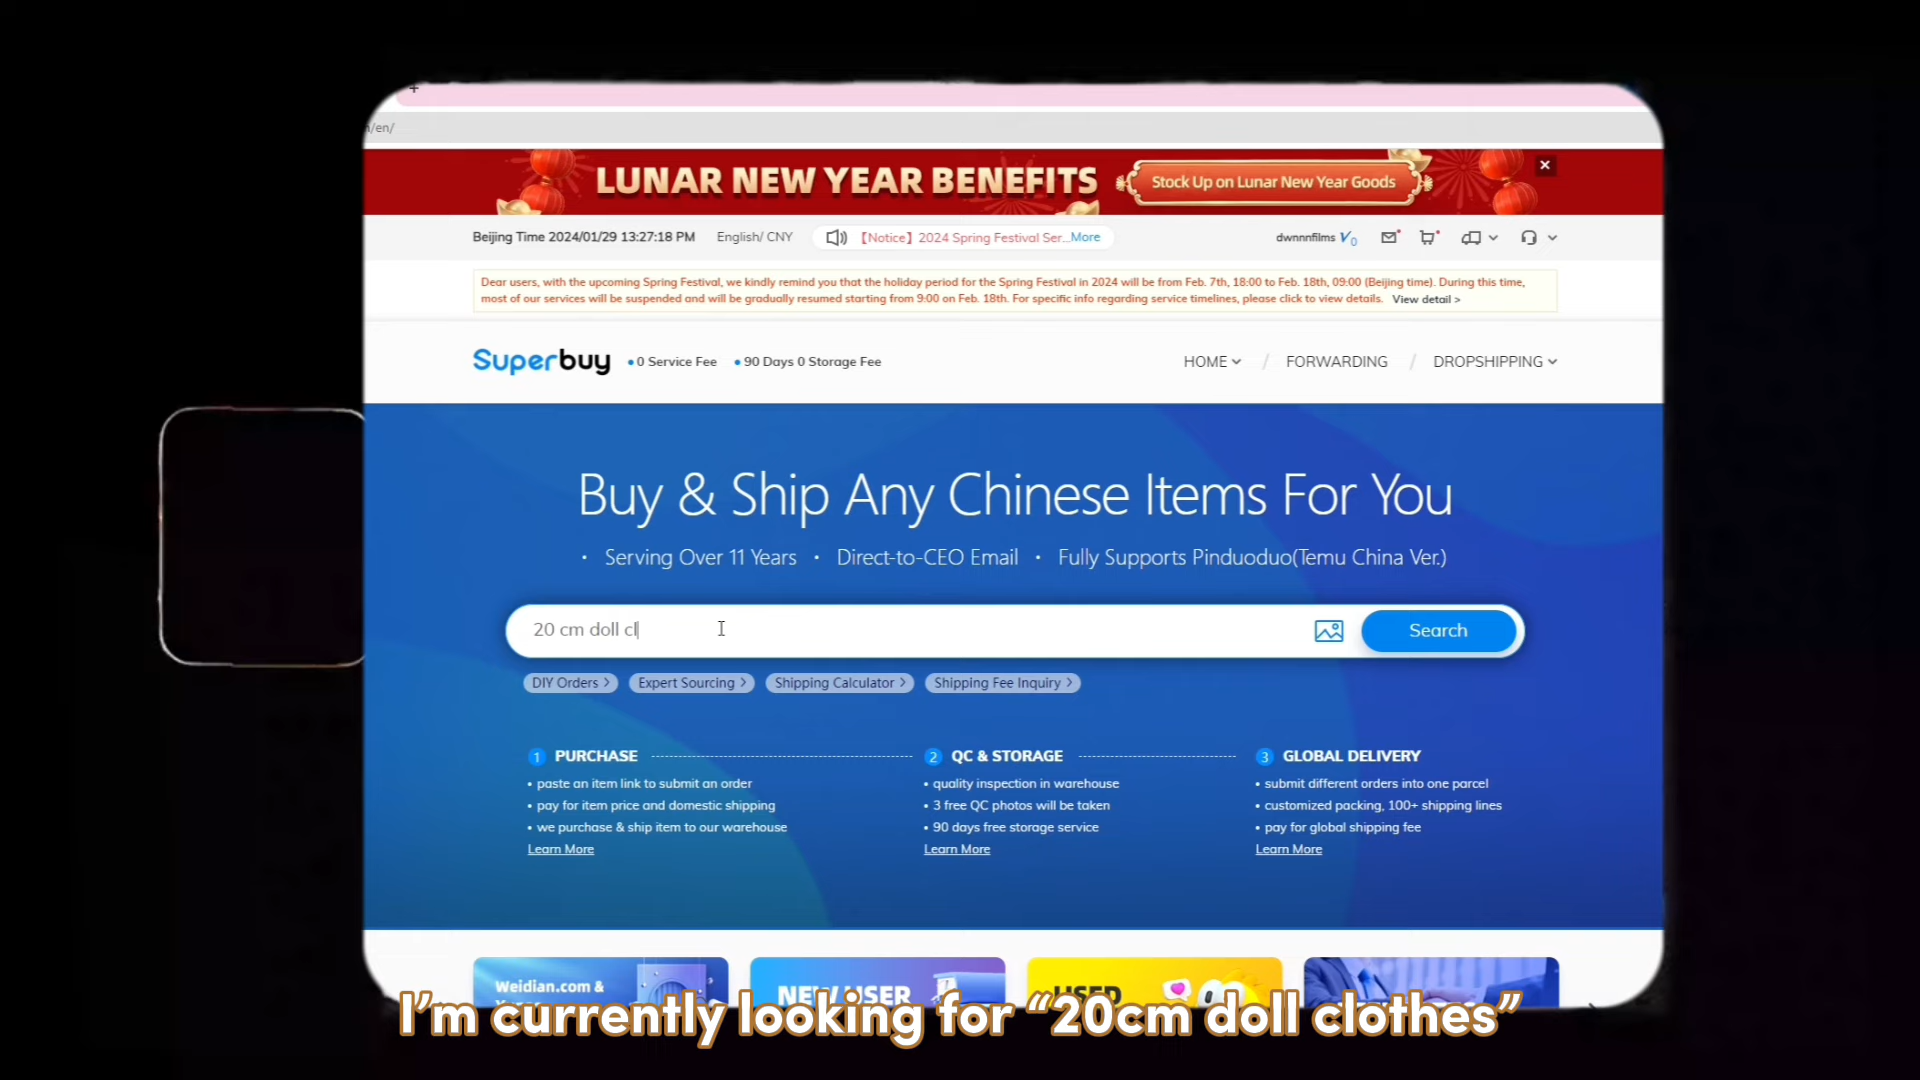 +
/en/
LUNAR NEW YEAR BENEFITS
Stock Up on Lunar New Year Goods
Beijing Time 2024/01/29 13:27:18 PM English/ CNY 【Notice】2024 Spring Festival Ser...More dwnnnfilms V0
Dear users, with the upcoming Spring Festival, we kindly remind you that the holiday period for the Spring Festival in 2024 will be from Feb. 7th, 18:00 to Feb. 18th, 09:00 (Beijing time). During this time,
most of our services will be suspended and will be gradually resumed starting from 9:00 on Feb. 18th. For specific info regarding service timelines, please click to view details. View detail >
Superbuy • 0 Service Fee • 90 Days 0 Storage Fee HOME / FORWARDING / DROPSHIPPING
Buy & Ship Any Chinese Items For You
• Serving Over 11 Years • Direct-to-CEO Email • Fully Supports Pinduoduo(Temu China Ver.)
20 cm doll cl
Search
DIY Orders > Expert Sourcing > Shipping Calculator > Shipping Fee Inquiry >
1 PURCHASE
• paste an item link to submit an order
• pay for item price and domestic shipping
• we purchase & ship item to our warehouse
Learn More
2 QC & STORAGE
• quality inspection in warehouse
• 3 free QC photos will be taken
• 90 days free storage service
Learn More
3 GLOBAL DELIVERY
• submit different orders into one parcel
• customized packing, 100+ shipping lines
• pay for global shipping fee
Learn More
Weidian.com &
NEW USER
USED
I'm currently looking for “20cm doll clothes”